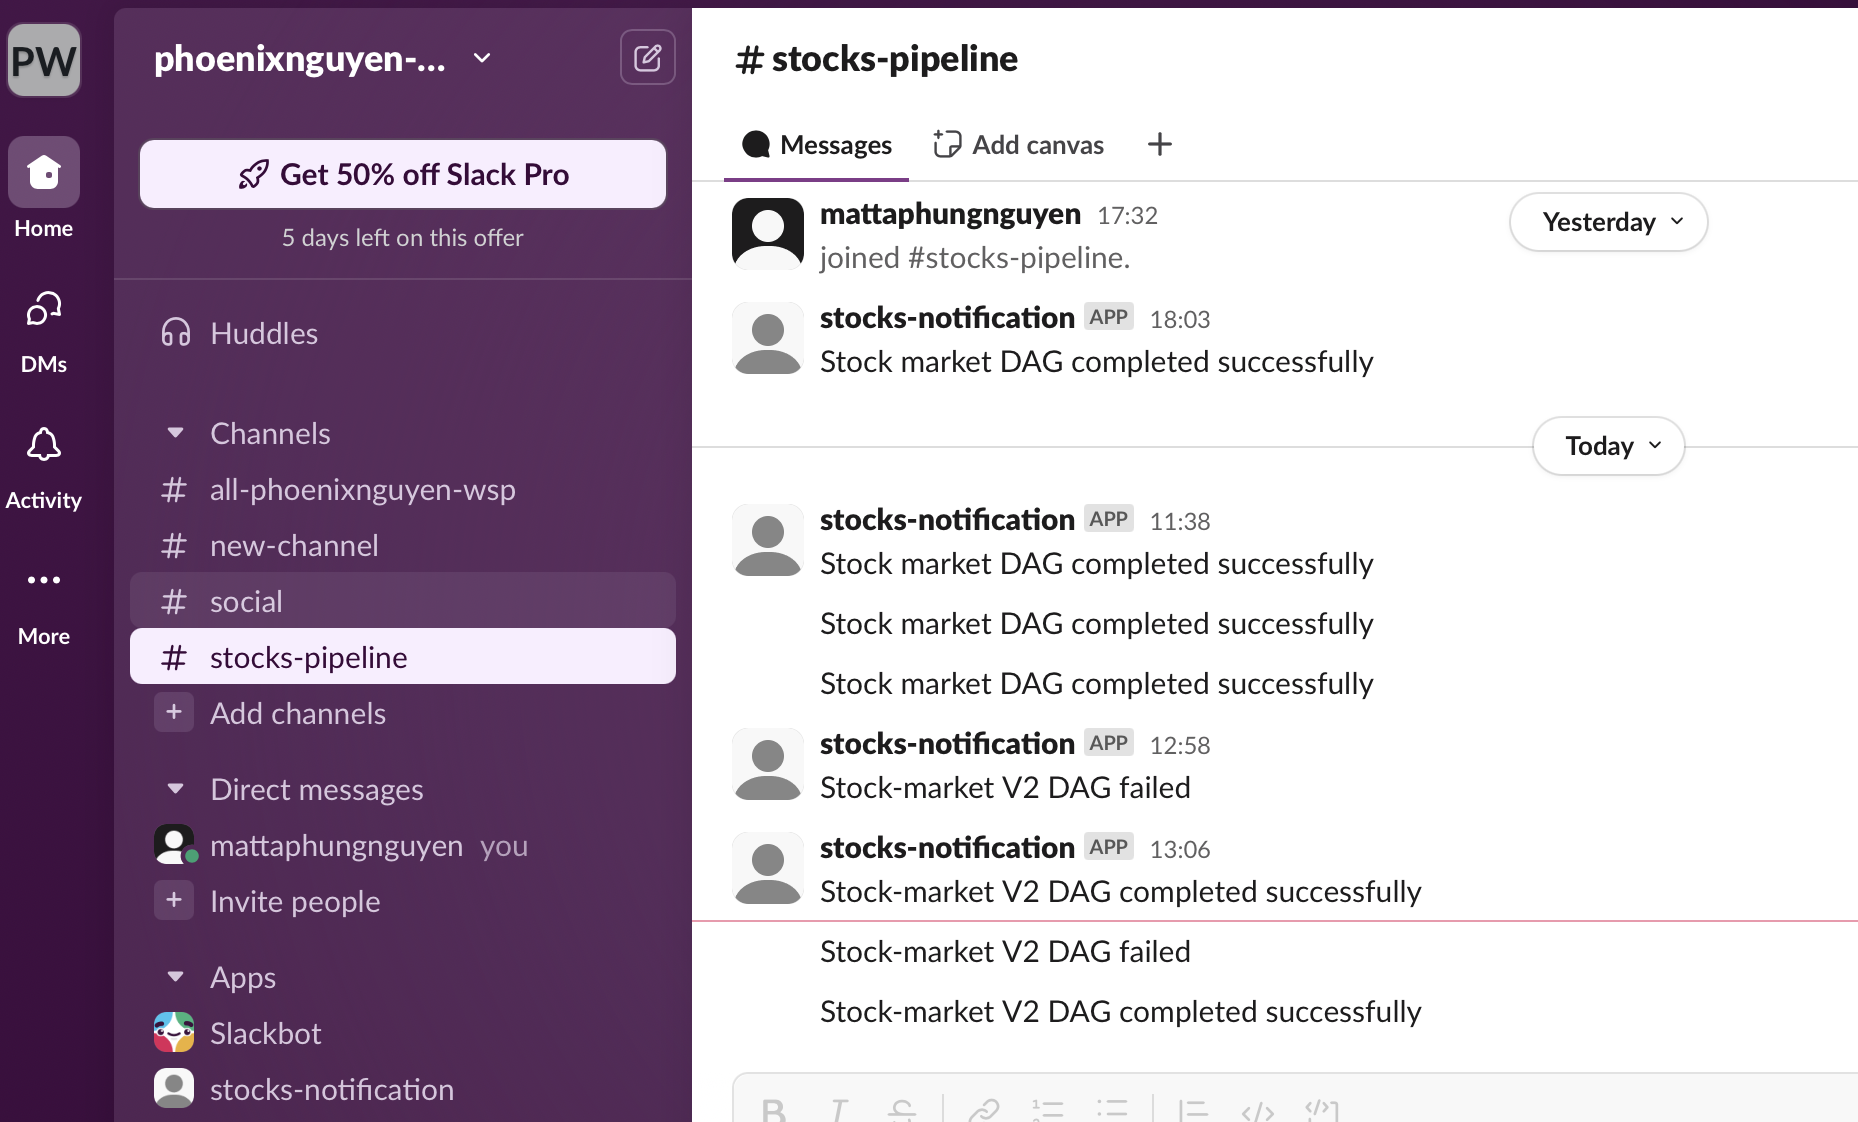 PW
Home
DMs
Activity
More
phoenixnguyen-...
Get 50% off Slack Pro
5 days left on this offer
Huddles
Channels
# all-phoenixnguyen-wsp
# new-channel
# social
# stocks-pipeline
+ Add channels
Direct messages
mattaphungnguyen you
+ Invite people
Apps
Slackbot
stocks-notification
# stocks-pipeline
Messages Add canvas +
Yesterday
mattaphungnguyen 17:32
joined #stocks-pipeline.
stocks-notification APP 18:03
Stock market DAG completed successfully
Today
stocks-notification APP 11:38
Stock market DAG completed successfully
Stock market DAG completed successfully
Stock market DAG completed successfully
stocks-notification APP 12:58
Stock-market V2 DAG failed
stocks-notification APP 13:06
Stock-market V2 DAG completed successfully
Stock-market V2 DAG failed
Stock-market V2 DAG completed successfully
B I S